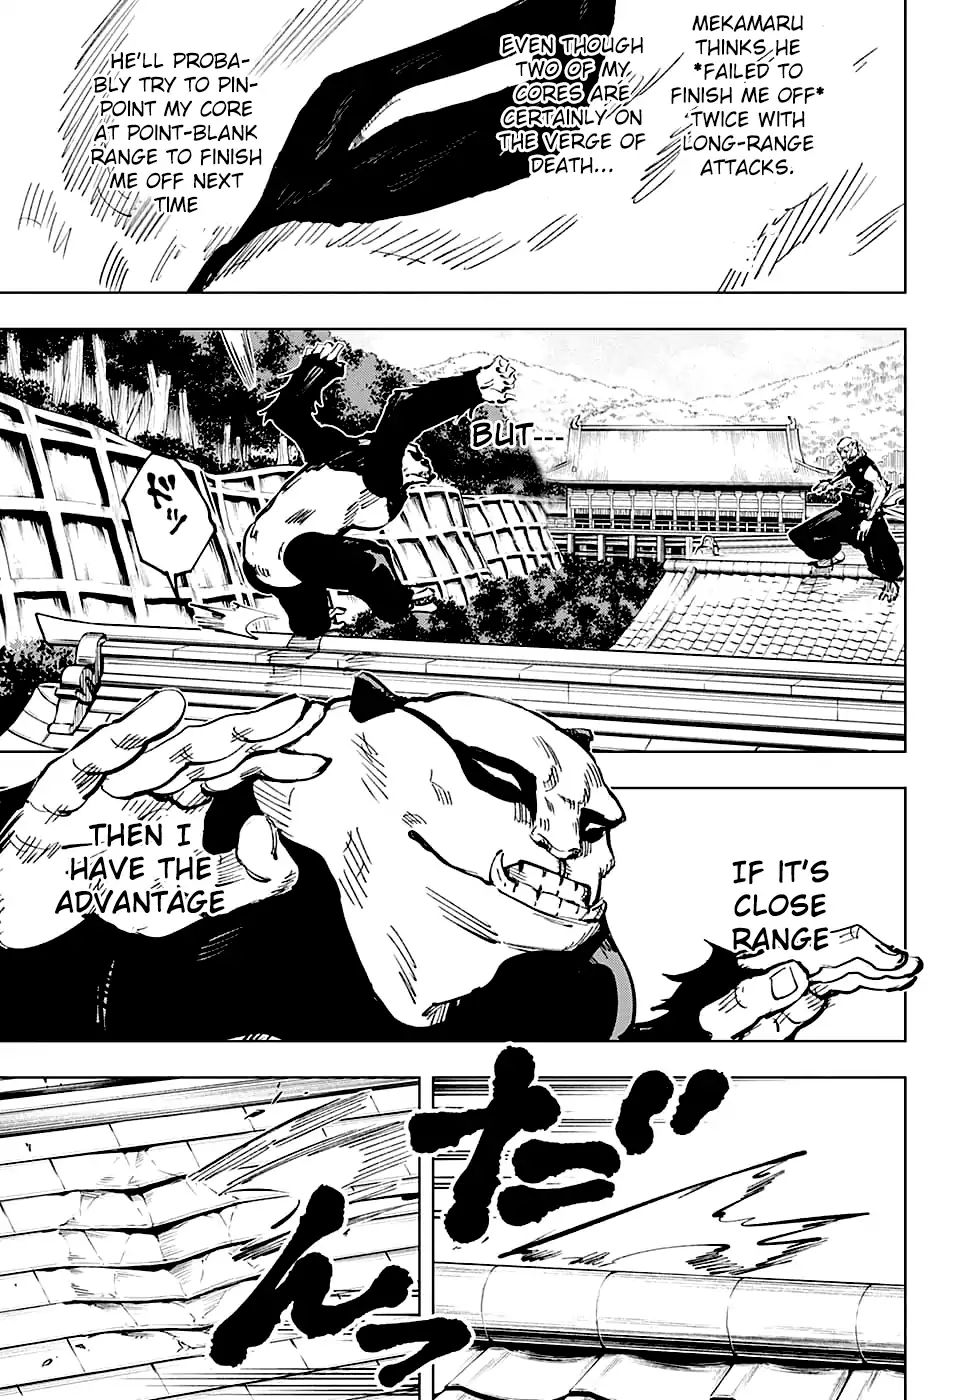 MEKAMARU
THINKS HE
*FAILED TO
FINISH ME OFF*
TWICE WITH
LONG-RANGE
ATTACKS.
EVEN THOUGH
TWO OF MY
CORES ARE
CERTAINLY ON
THE VERGE OF
DEATH...
HE'LL PROBA-
BLY TRY TO PIN-
POINT MY CORE
AT POINT-BLANK
RANGE TO FINISH
ME OFF NEXT
TIME
BUT---
ドッ
IF IT'S
CLOSE
RANGE
THEN I
HAVE THE
ADVANTAGE
だんっ